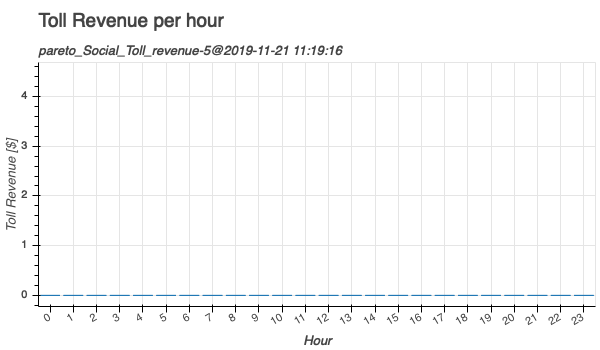 Toll Revenue per hour
pareto_Social_Toll_revenue-5@2019-11-21 11:19:16
4
3
2
1
0
Toll Revenue [$]
0 1 2 3 4 5 6 7 8 9 10 11 12 13 14 15 16 17 18 19 20 21 22 23
Hour